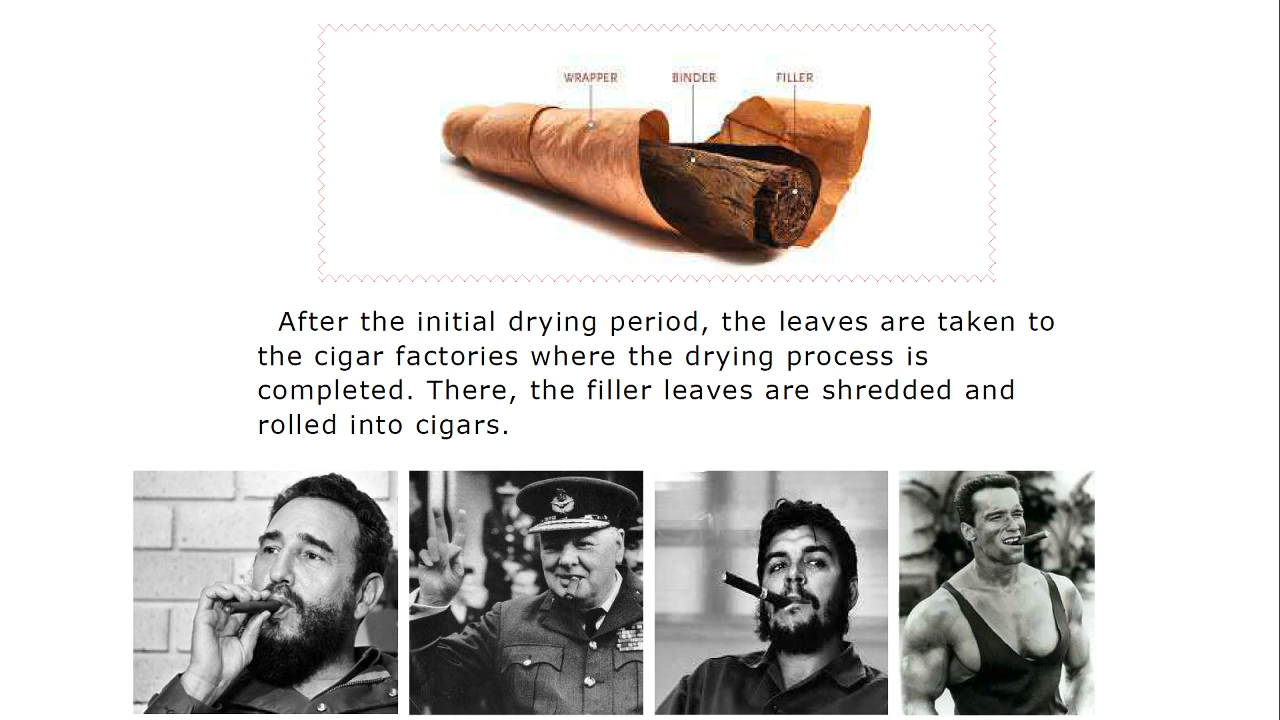 WRAPPER BINDER FILLER
After the initial drying period, the leaves are taken to
the cigar factories where the drying process is
completed. There, the filler leaves are shredded and
rolled into cigars.